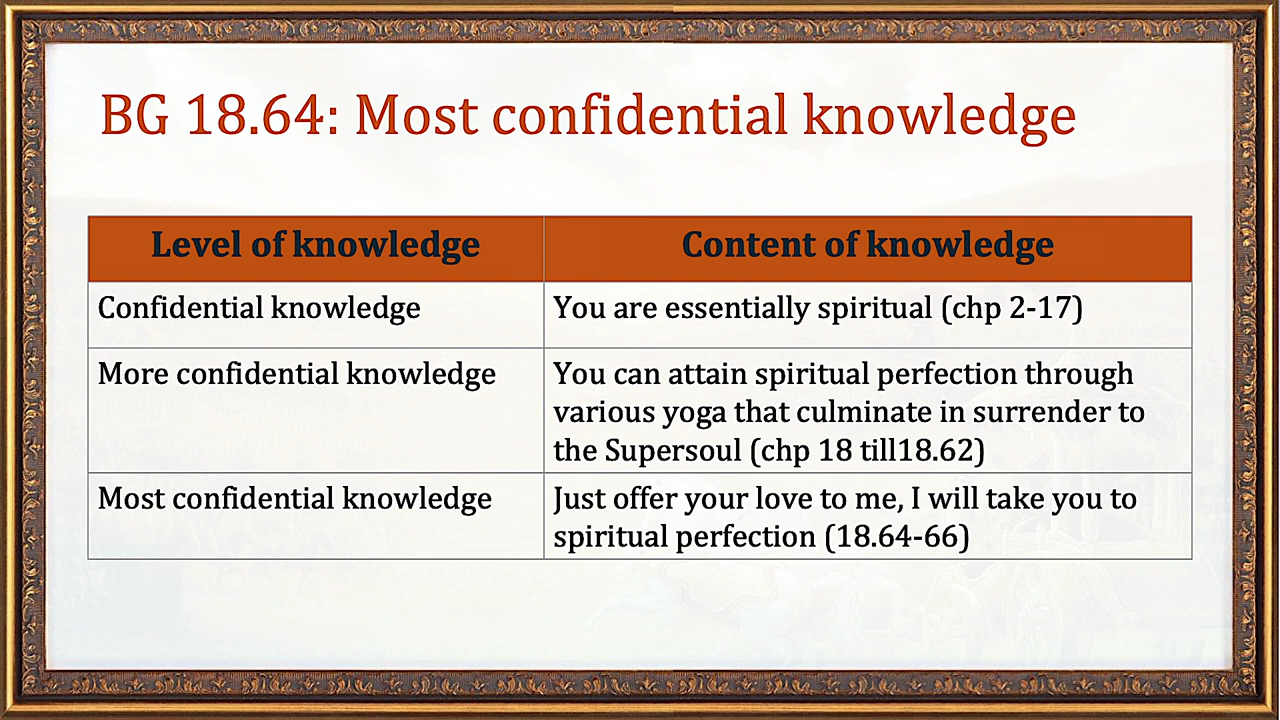 BG 18.64: Most confidential knowledge
Level of knowledge
Content of knowledge
Confidential knowledge
You are essentially spiritual (chp 2-17)
More confidential knowledge
You can attain spiritual perfection through
various yoga that culminate in surrender to
the Supersoul (chp 18 till18.62)
Most confidential knowledge
Just offer your love to me, I will take you to
spiritual perfection (18.64-66)